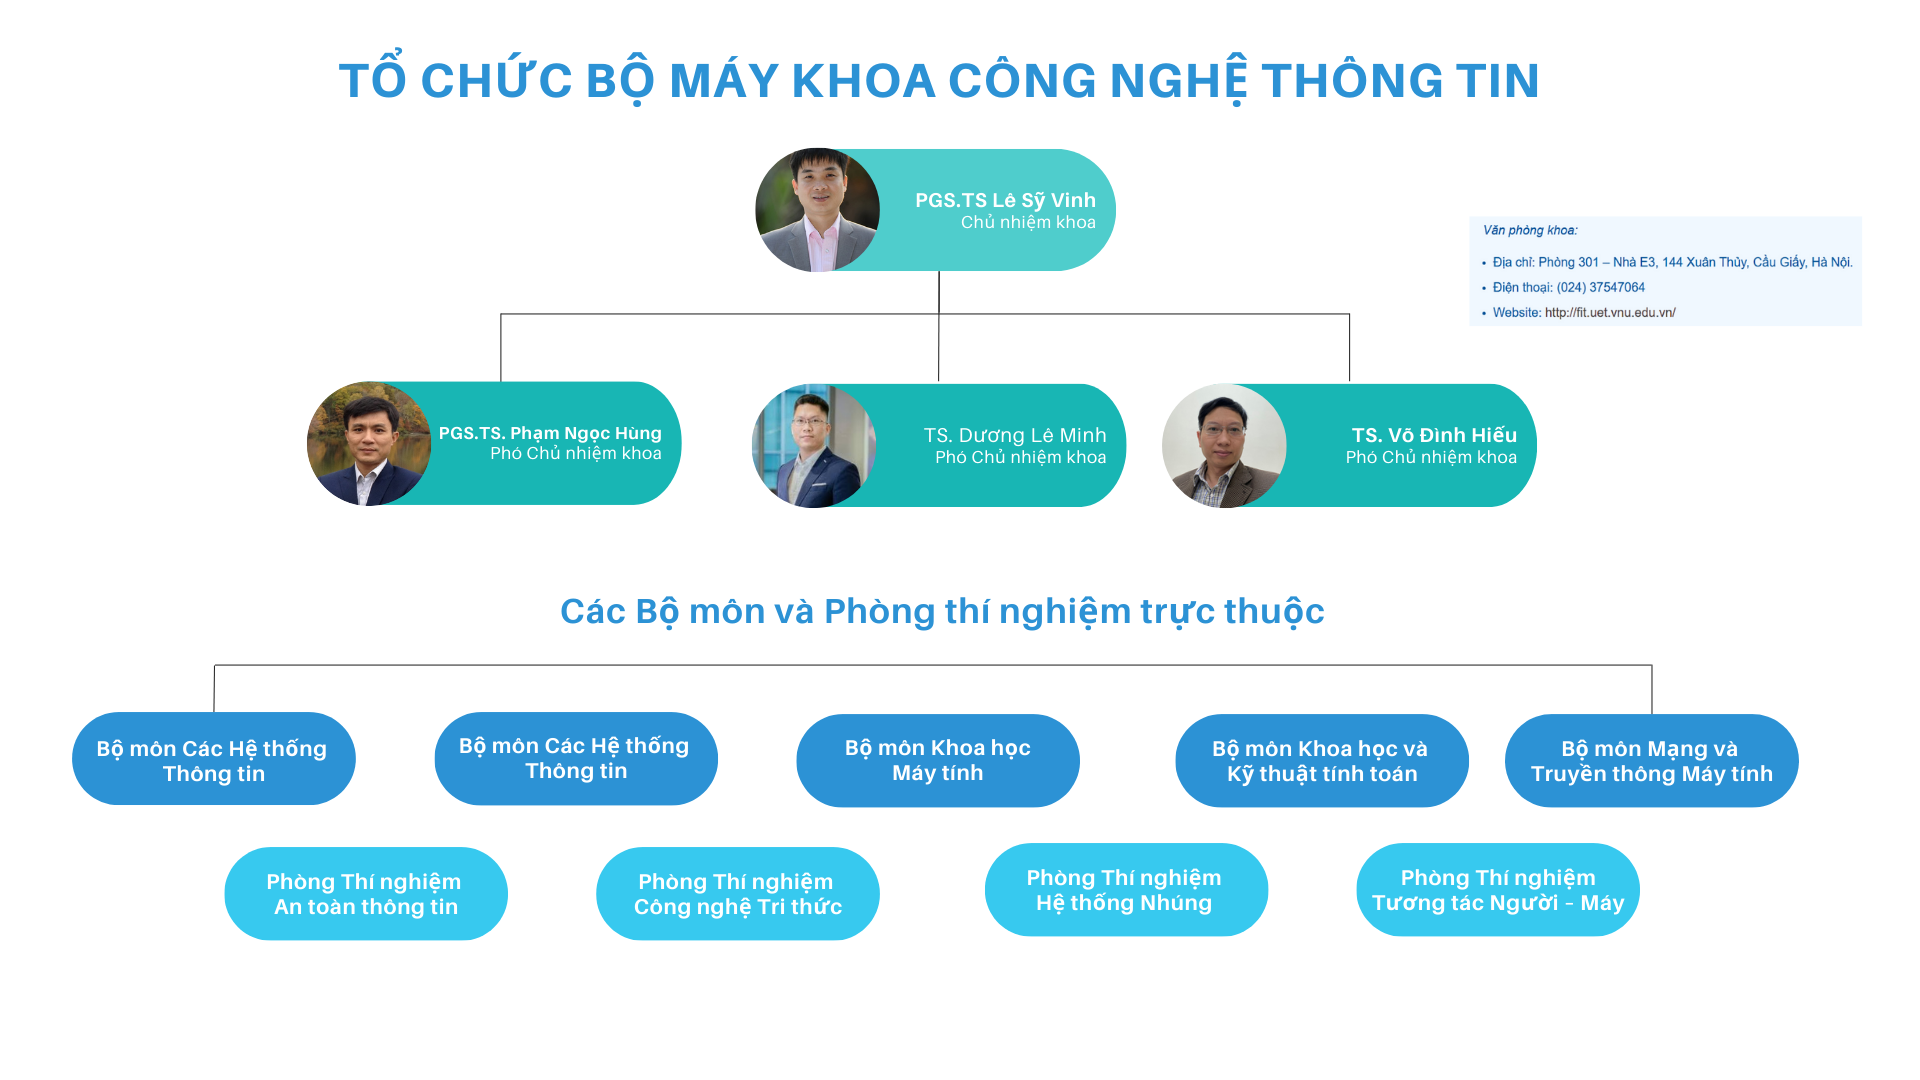 TỔ CHỨC BỘ MÁY KHOA CÔNG NGHỆ THÔNG TIN
PGS.TS Lê Sỹ Vinh
Chủ nhiệm khoa
Văn phòng khoa:
• Địa chỉ: Phòng 301 – Nhà E3, 144 Xuân Thủy, Cầu Giấy, Hà Nội.
• Điện thoại: (024) 37547064
• Website: http://fit.uet.vnu.edu.vn/
PGS.TS. Phạm Ngọc Hùng
Phó Chủ nhiệm khoa
TS. Dương Lê Minh
Phó Chủ nhiệm khoa
TS. Võ Đình Hiếu
Phó Chủ nhiệm khoa
Các Bộ môn và Phòng thí nghiệm trực thuộc
Bộ môn Các Hệ thống
Thông tin
Bộ môn Các Hệ thống
Thông tin
Bộ môn Khoa học
Máy tính
Bộ môn Khoa học và
Kỹ thuật tính toán
Bộ môn Mạng và
Truyền thông Máy tính
Phòng Thí nghiệm
An toàn thông tin
Phòng Thí nghiệm
Công nghệ Tri thức
Phòng Thí nghiệm
Hệ thống Nhúng
Phòng Thí nghiệm
Tương tác Người – Máy